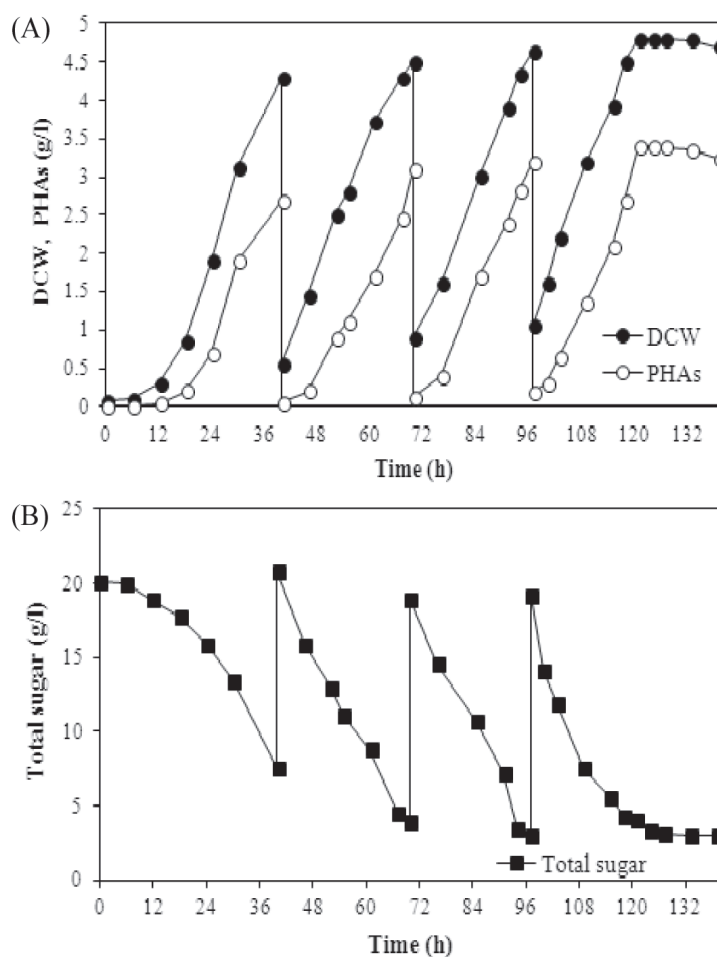 (A)
DCW, PHAs (g/l)
5
4.5
4
3.5
3
2.5
2
1.5
1
0.5
0
DCW
PHAs
0 12 24 36 48 60 72 84 96 108 120 132
Time (h)
(B)
Total sugar (g/l)
25
20
15
10
5
0
Total sugar
0 12 24 36 48 60 72 84 96 108 120 132
Time (h)